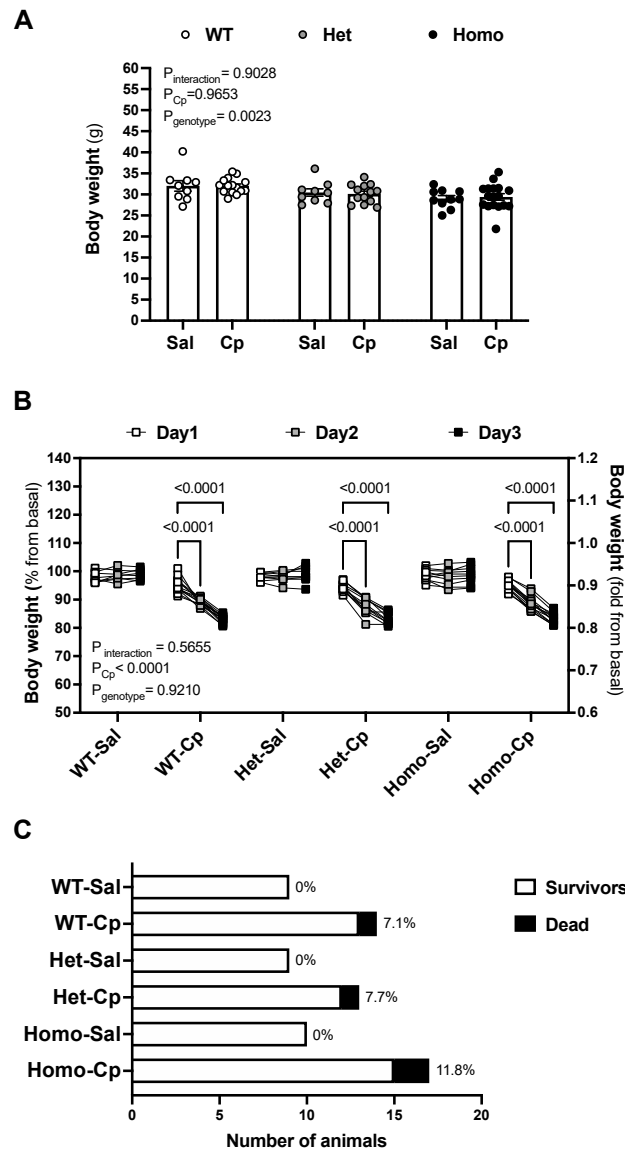 A
WT Het Homo
Body weight (g)
60
55
50
45
40
35
30
25
20
15
10
5
0
P interaction = 0.9028
P Cp =0.9653
P genotype = 0.0023
Sal Cp Sal Cp Sal Cp
B
Day1 Day2 Day3
Body weight (% from basal)
140
130
120
110
100
90
80
70
60
50
Body weight (fold from basal)
1.2
1.0
0.9
0.8
0.7
0.6
<0.0001 <0.0001 <0.0001
<0.0001 <0.0001 <0.0001
P interaction = 0.5655
P Cp < 0.0001
P genotype = 0.9210
WT-Sal WT-Cp Het-Sal Het-Cp Homo-Sal Homo-Cp
C
Survivors
Dead
WT-Sal 0%
WT-Cp 7.1%
Het-Sal 0%
Het-Cp 7.7%
Homo-Sal 0%
Homo-Cp 11.8%
0 5 10 15 20
Number of animals